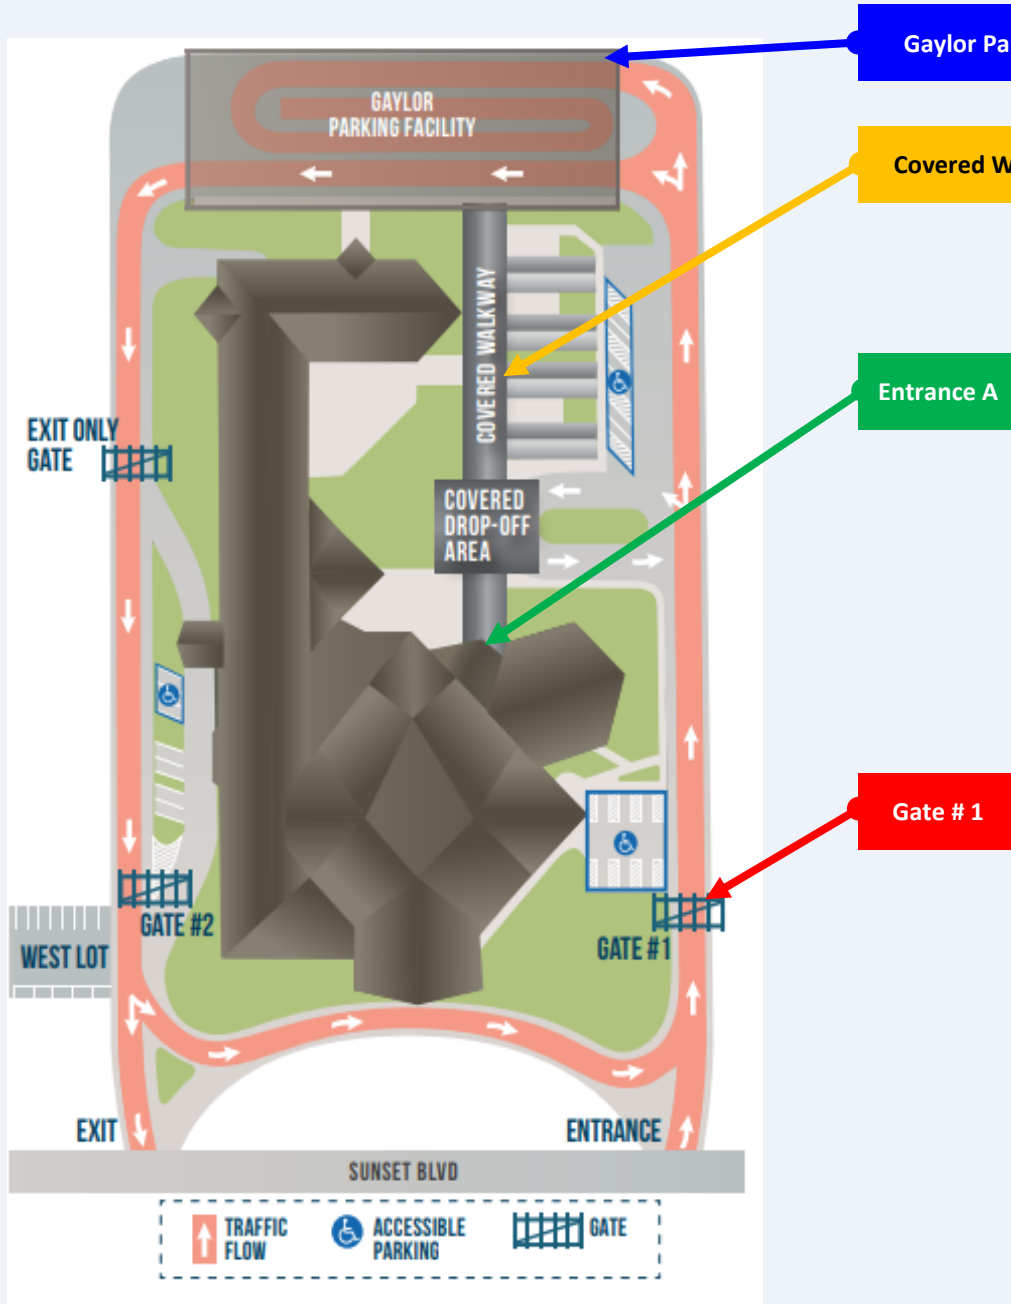 Gaylor Pa
GAYLOR
PARKING FACILITY
Covered W
COVERED WALKWAY
Entrance A
EXIT ONLY
GATE
COVERED
DROP-OFF
AREA
Gate # 1
GATE #2
WEST LOT
GATE #1
EXIT
ENTRANCE
SUNSET BLVD
TRAFFIC
FLOW
ACCESSIBLE
PARKING
GATE